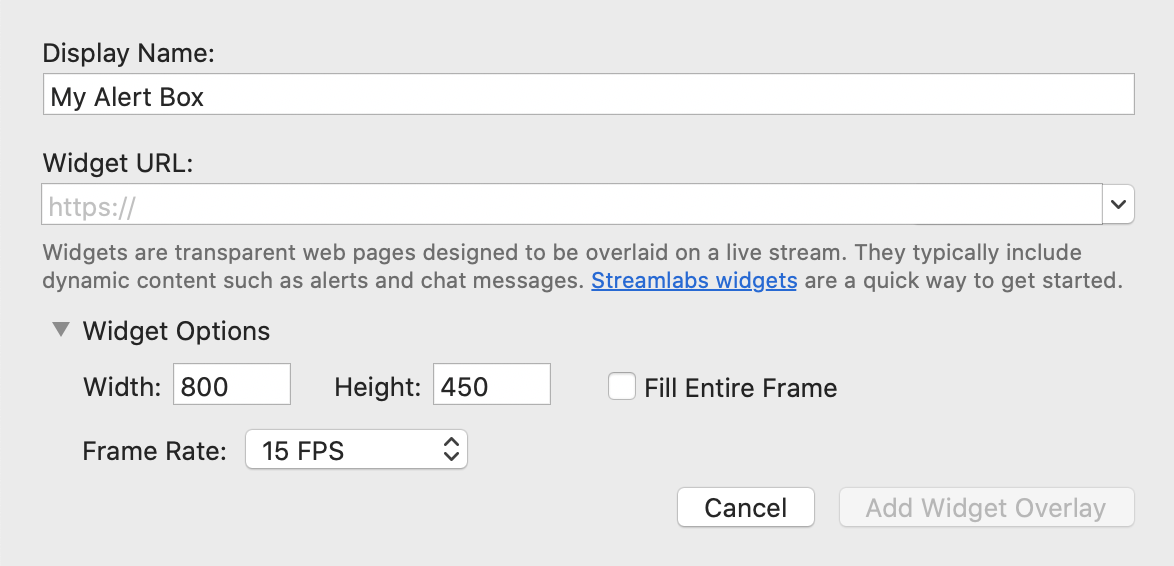 Display Name:
My Alert Box
Widget URL:
https://
Widgets are transparent web pages designed to be overlaid on a live stream. They typically include
dynamic content such as alerts and chat messages. Streamlabs widgets are a quick way to get started.
Widget Options
Width: 800 Height: 450 Fill Entire Frame
Frame Rate: 15 FPS
Cancel Add Widget Overlay